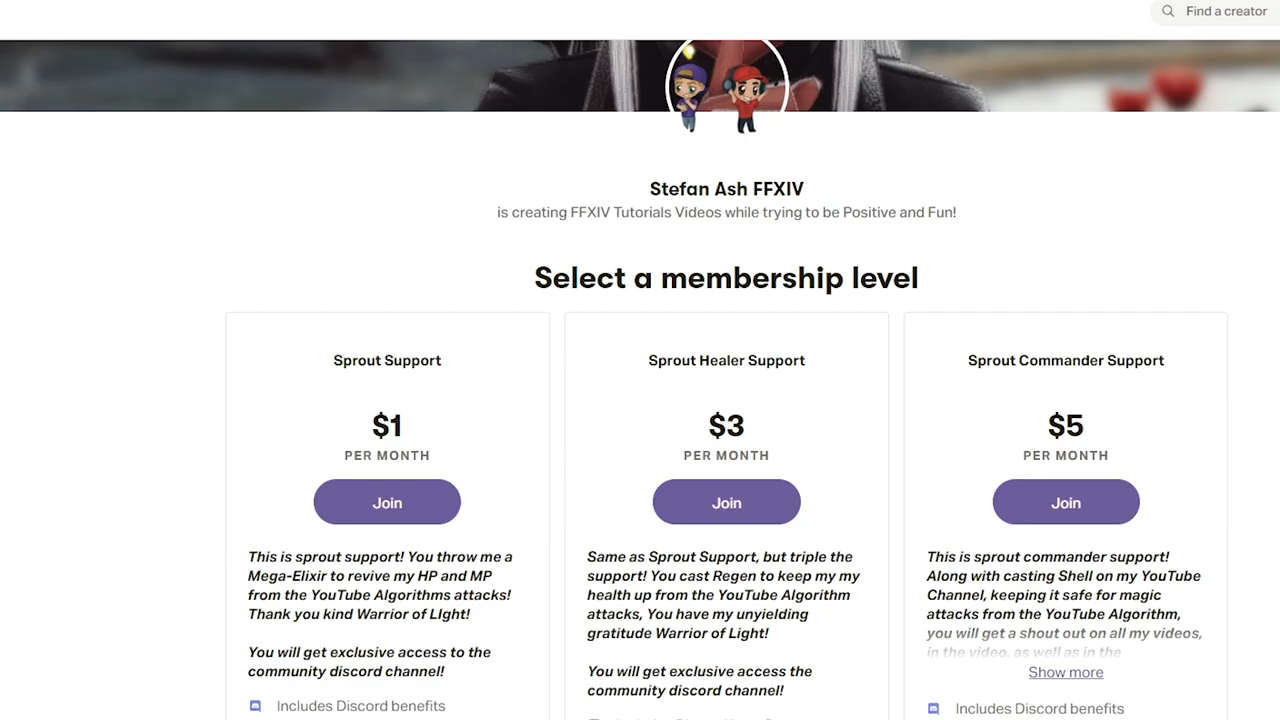 Find a creator
Stefan Ash FFXIV
is creating FFXIV Tutorials Videos while trying to be Positive and Fun!
Select a membership level
Sprout Support
$1
PER MONTH
Join
This is sprout support! You throw me a
Mega-Elixir to revive my HP and MP
from the YouTube Algorithms attacks!
Thank you kind Warrior of LIght!
You will get exclusive access to the
community discord channel!
Includes Discord benefits
Sprout Healer Support
$3
PER MONTH
Join
Same as Sprout Support, but triple the
support! You cast Regen to keep my my
health up from the YouTube Algorithm
attacks, You have my unyielding
gratitude Warrior of Light!
You will get exclusive access the
community discord channel!
Sprout Commander Support
$5
PER MONTH
Join
This is sprout commander support!
Along with casting Shell on my YouTube
Channel, keeping it safe for magic
attacks from the YouTube Algorithm,
you will get a shout out on all my videos,
in the video, as well as in the
Show more
Includes Discord benefits